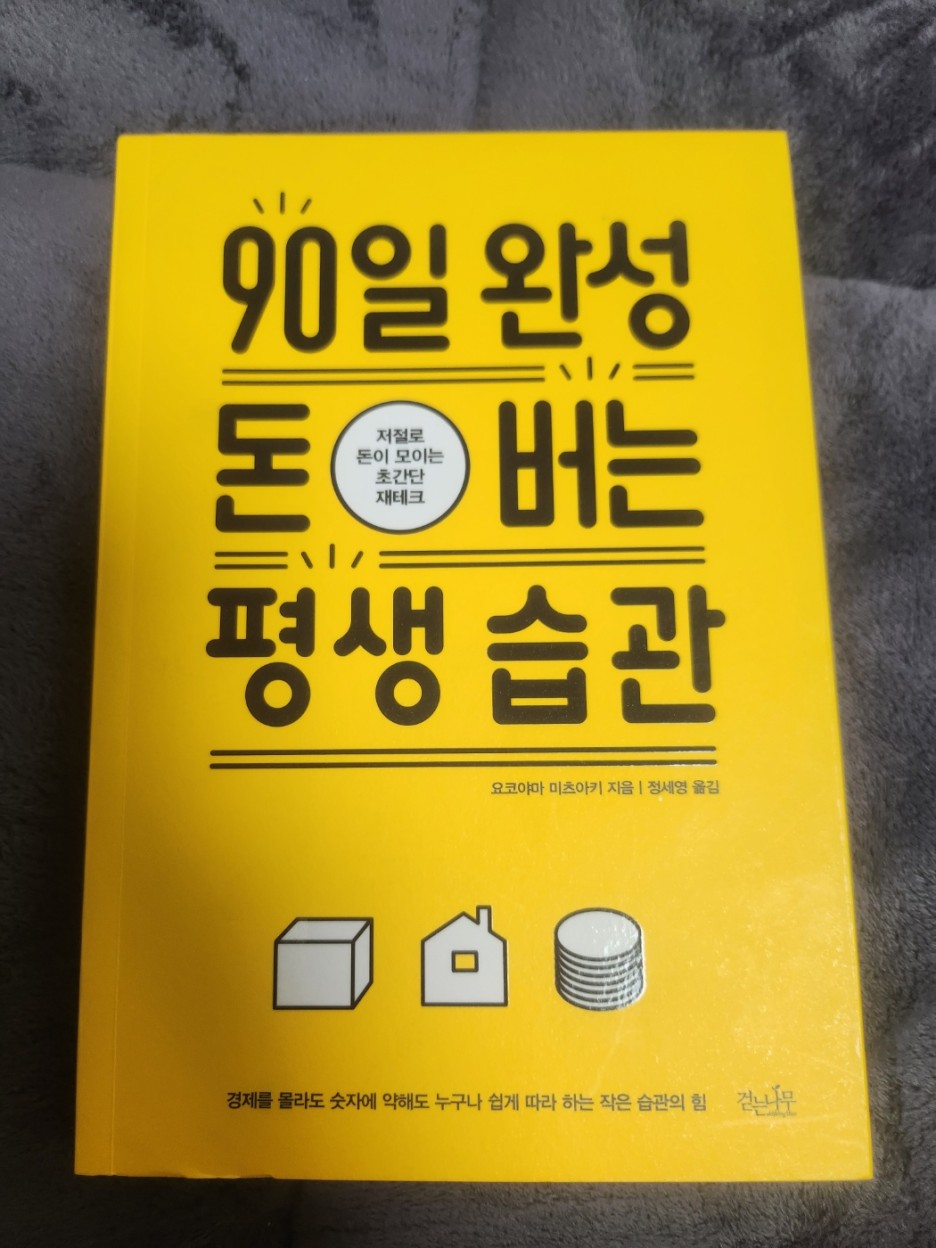 90일 완성
돈 버는
저절로
돈이 모이는
초간단
재테크
평생 습관
요코야마 미츠아키 지음 | 정세영 옮김
경제를 몰라도 숫자에 약해도 누구나 쉽게 따라 하는 작은 습관의 힘
걷는나무